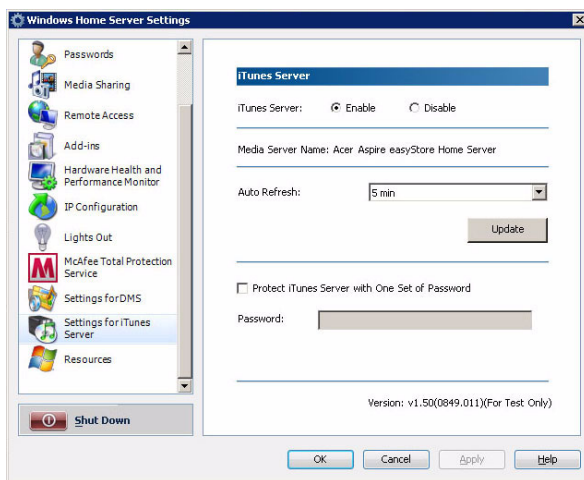 Windows Home Server Settings
Passwords
Media Sharing
Remote Access
Add-ins
Hardware Health and
Performance Monitor
IP Configuration
Lights Out
McAfee Total Protection
Service
Settings for DMS
Settings for iTunes
Server
Resources
Shut Down
iTunes Server
iTunes Server: Enable Disable
Media Server Name: Acer Aspire easyStore Home Server
Auto Refresh: 5 min
Update
Protect iTunes Server with One Set of Password
Password:
Version: v1.50(0849.011)(For Test Only)
OK Cancel Apply Help